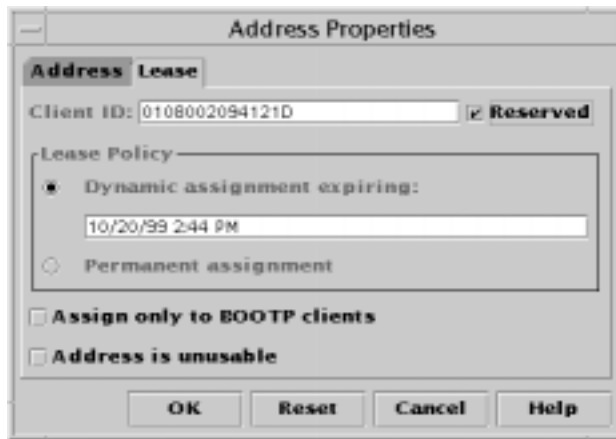 Address Properties
Address Lease
Client ID: 0108002094121D Reserved
Lease Policy
Dynamic assignment expiring:
10/20/99 2:44 PM
Permanent assignment
Assign only to BOOTP clients
Address is unusable
OK Reset Cancel Help